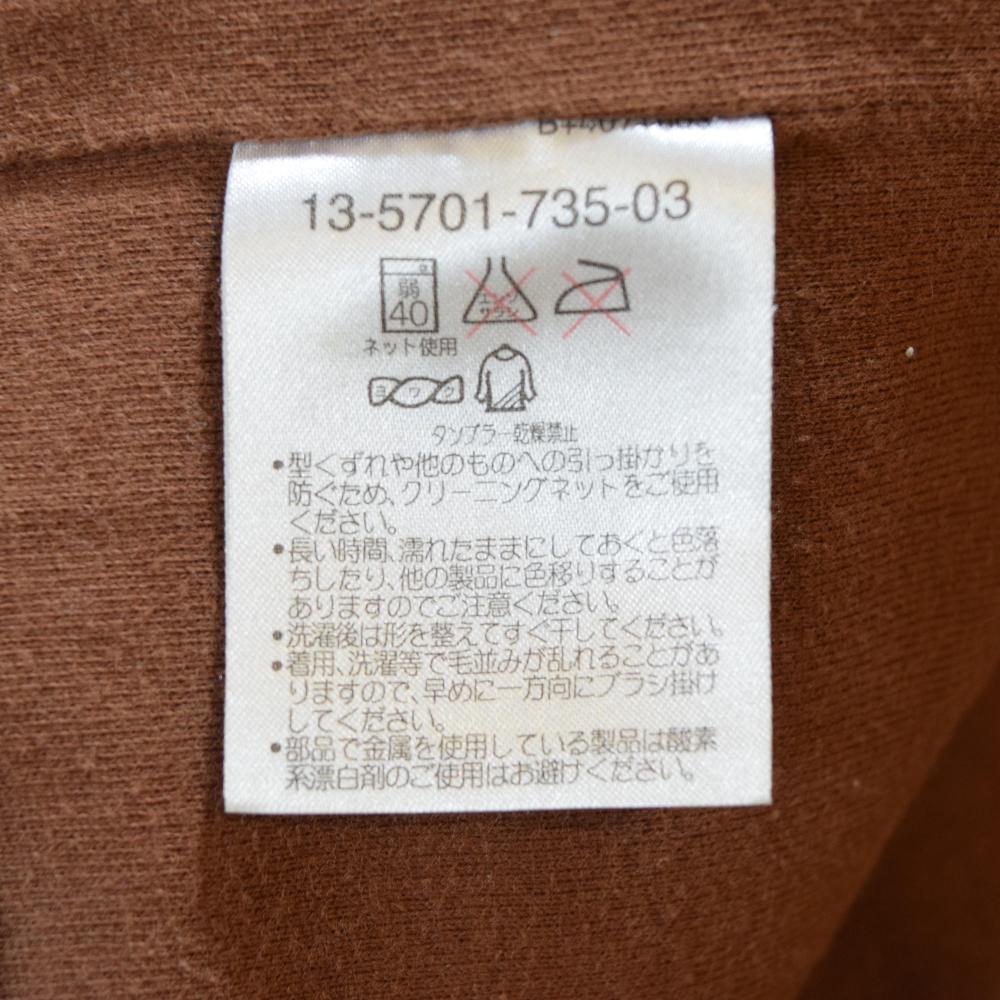 13-5701-735-03
弱
40
エンソ
サラシ
ネット使用
ヨワク
タンブラー乾燥禁止
・型くずれや他のものへの引っ掛かりを
防ぐため、クリーニングネットをご使用
ください。
・長い時間、濡れたままにしておくと色落
ちしたり、他の製品に色移りすることが
ありますのでご注意ください。
・洗濯後は形を整えてすぐ干してください。
・着用、洗濯等で毛並みが乱れることがあ
りますので、早めに一方向にブラシ掛け
してください。
・部品で金属を使用している製品は酸素
系漂白剤のご使用はお避けください。